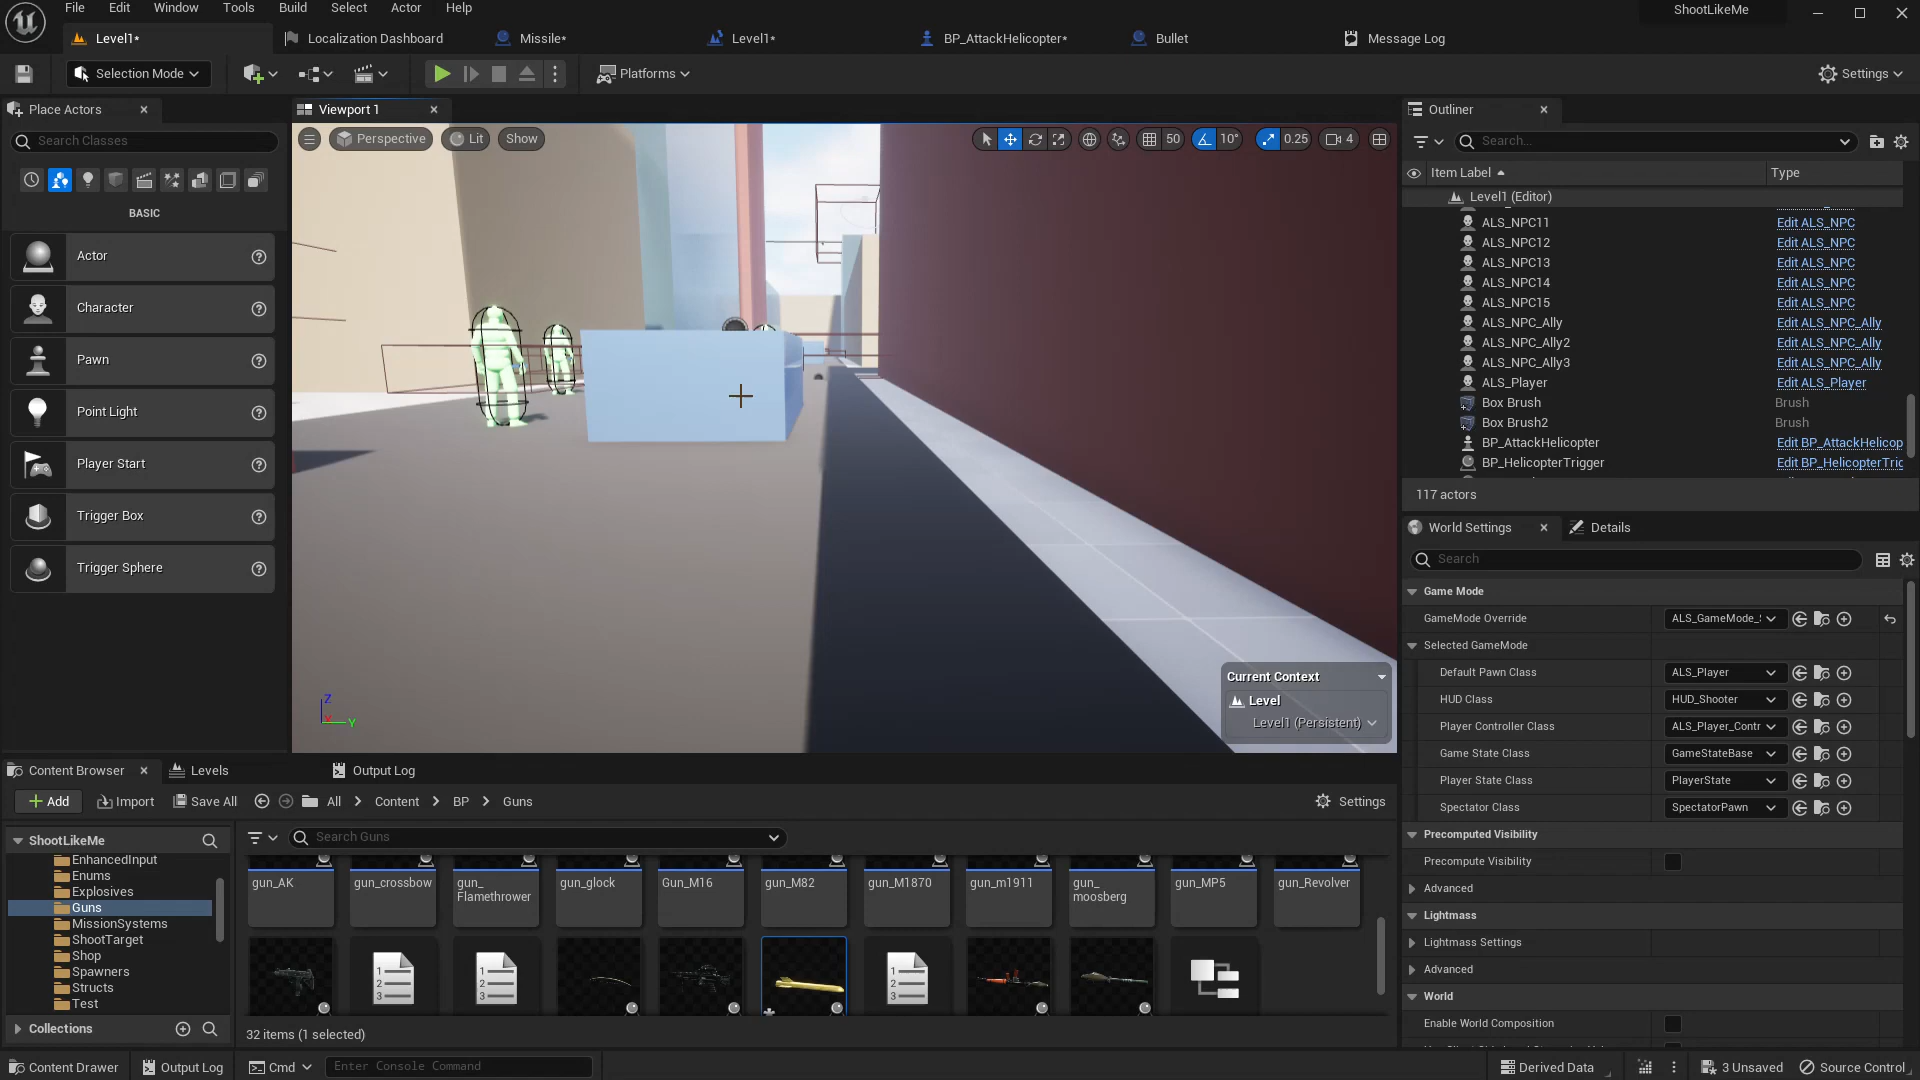 File Edit Window Tools Build Select Actor Help
ShootLikeMe
Level1* Localization Dashboard Missile* Level1* BP_AttackHelicopter* Bullet Message Log
Selection Mode Platforms Settings
Place Actors
Search Classes
BASIC
Actor
Character
Pawn
Point Light
Player Start
Trigger Box
Trigger Sphere
Viewport 1
Perspective Lit Show 50 10° 0.25 4
Z
Y
Current Context
Level
Level1 (Persistent)
Outliner
Search...
Item Label Type
Level1 (Editor)
ALS_NPC11 Edit ALS_NPC
ALS_NPC12 Edit ALS_NPC
ALS_NPC13 Edit ALS_NPC
ALS_NPC14 Edit ALS_NPC
ALS_NPC15 Edit ALS_NPC
ALS_NPC_Ally Edit ALS_NPC_Ally
ALS_NPC_Ally2 Edit ALS_NPC_Ally
ALS_NPC_Ally3 Edit ALS_NPC_Ally
ALS_Player Edit ALS_Player
Box Brush Brush
Box Brush2 Brush
BP_AttackHelicopter Edit BP_AttackHelicop
BP_HelicopterTrigger Edit BP_HelicopterTric
117 actors
World Settings Details
Search
Game Mode
GameMode Override ALS_GameMode_
Selected GameMode
Default Pawn Class ALS_Player
HUD Class HUD_Shooter
Player Controller Class ALS_Player_Contr
Game State Class GameStateBase
Player State Class PlayerState
Spectator Class SpectatorPawn
Precomputed Visibility
Precompute Visibility
Advanced
Lightmass
Lightmass Settings
Advanced
World
Enable World Composition
Content Browser Levels Output Log
Add Import Save All All Content BP Guns Settings
ShootLikeMe
EnhancedInput
Enums
Explosives
Guns
MissionSystems
ShootTarget
Shop
Spawners
Structs
Test
Collections
Search Guns
gun_AK
gun_crossbow
gun_
Flamethrower
gun_glock
Gun_M16
gun_M82
gun_M1870
gun_m1911
gun_
moosberg
gun_MP5
gun_Revolver
32 items (1 selected)
Content Drawer Output Log Cmd Enter Console Command Derived Data 3 Unsaved Source Control